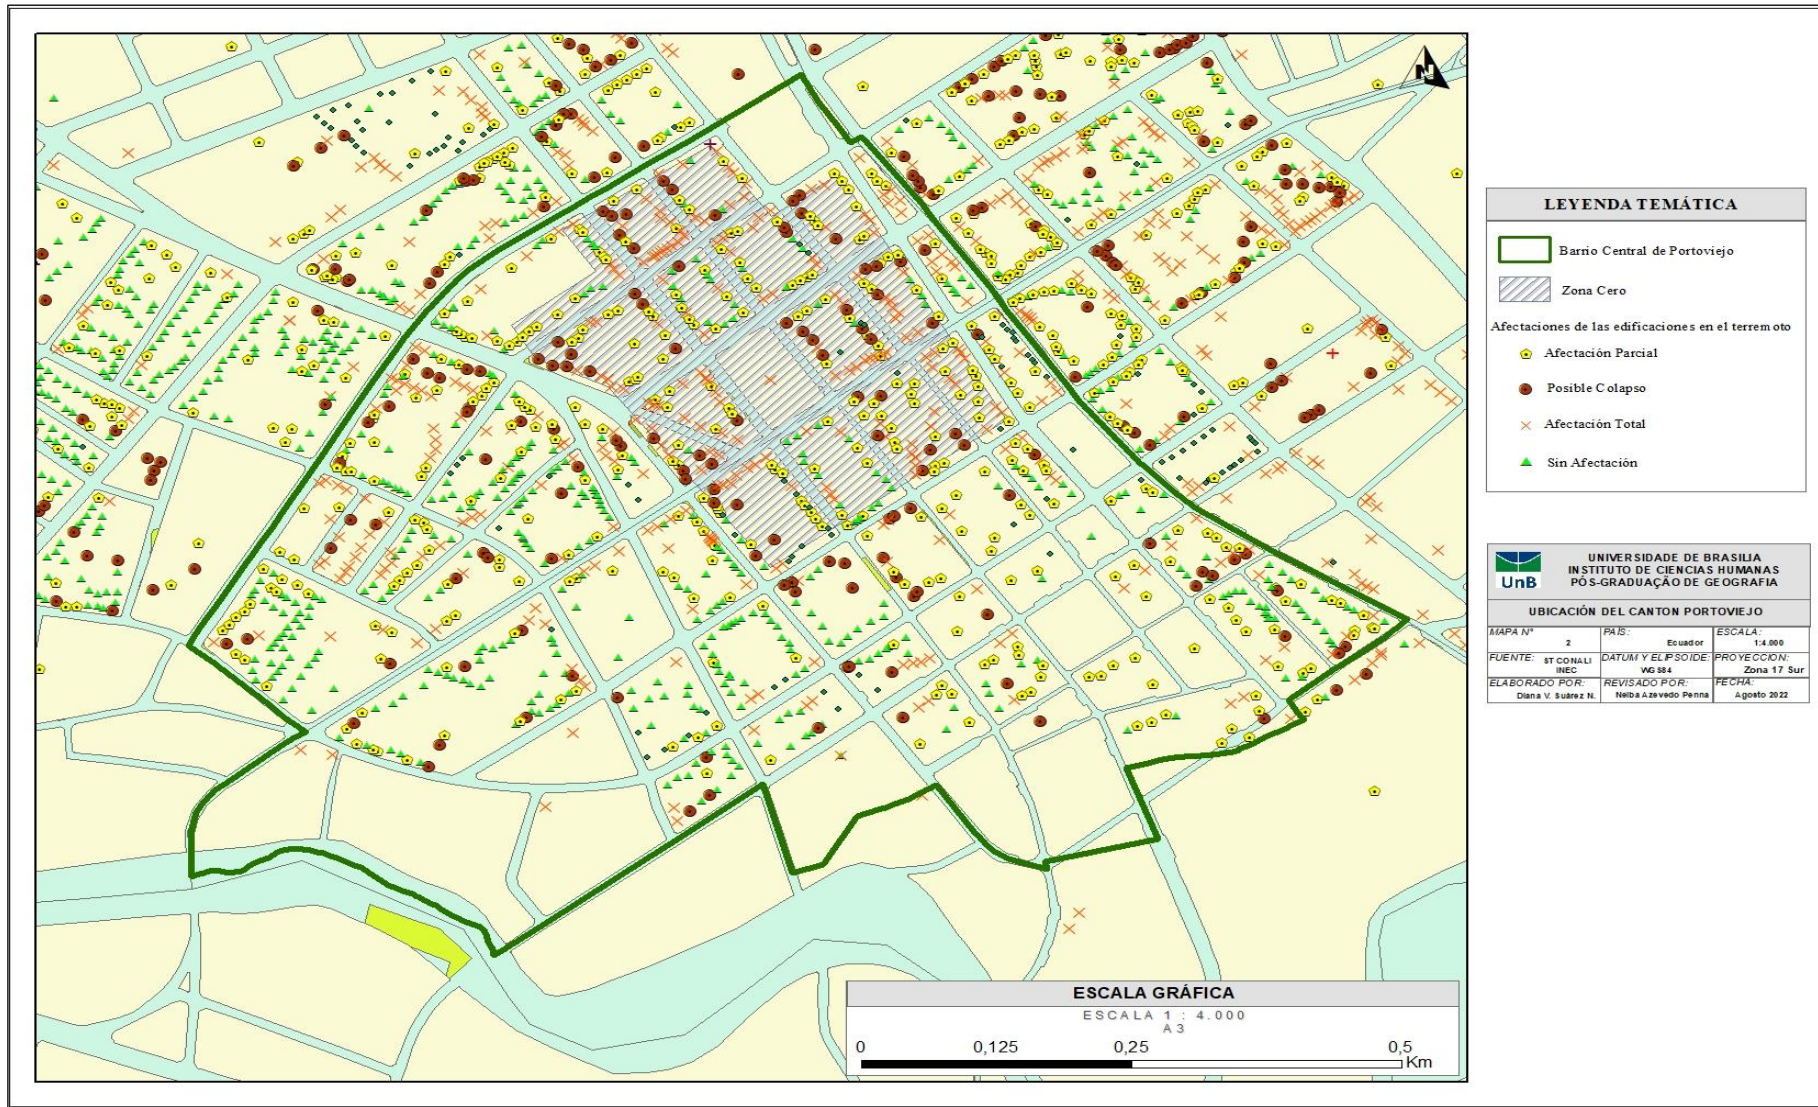 N
LEYENDA TEMÁTICA
Barrio Central de Portoviejo
Zona Cero
Afectaciones de las edificaciones en el terremoto
Afectación Parcial
Posible Colapso
Afectación Total
Sin Afectación
UnB
UNIVERSIDADE DE BRASILIA
INSTITUTO DE CIENCIAS HUMANAS
PÓS-GRADUAÇÃO DE GEOGRAFIA
UBICACIÓN DEL CANTON PORTOVIEJO
MAPA N° 2 PAÍS: Ecuador ESCALA: 1:4.000
FUENTE: ST CONALI INEC DATUM Y ELIPSOIDE: WGS84 PROYECCION: Zona 17 Sur
ELABORADO POR: Diana V. Suárez N. REVISADO POR: Nelba Azevedo Penna FECHA: Agosto 2022
ESCALA GRÁFICA
ESCALA 1 : 4.000
A3
0 0,125 0,25 0,5
Km